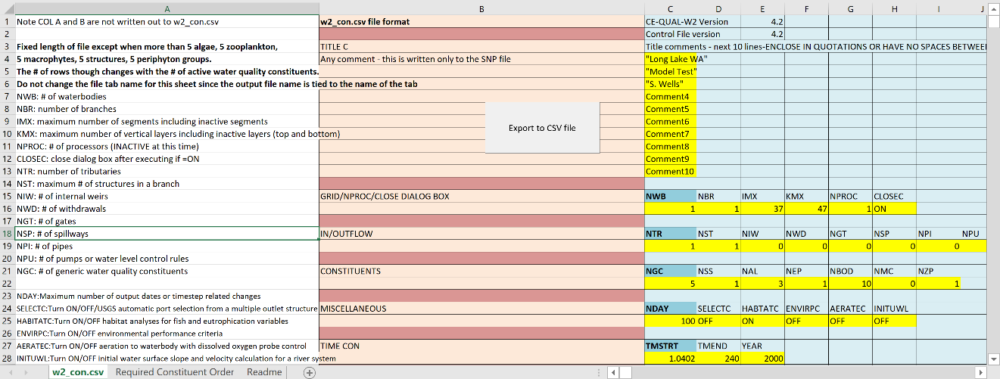 A B C D E F G H I J
1 Note COL A and B are not written out to w2_con.csv w2_con.csv file format CE-QUAL-W2 Version 4.2
2 Control File version 4.2
3 Fixed length of file except when more than 5 algae, 5 zooplankton, TITLE C Title comments - next 10 lines-ENCLOSE IN QUOTATIONS OR HAVE NO SPACES BETWEE
4 5 macrophytes, 5 structures, 5 periphyton groups. Any comment - this is written only to the SNP file "Long Lake WA"
5 The # of rows though changes with the # of active water quality constituents. "Model Test"
6 Do not change the file tab name for this sheet since the output file name is tied to the name of the tab "S. Wells"
7 NWB: # of waterbodies Comment4
8 NBR: number of branches Comment5
9 IMX: maximum number of segments including inactive segments Comment6
Export to CSV file
10 KMX: maximum number of vertical layers including inactive layers (top and bottom) Comment7
11 NPROC: # of processors (INACTIVE at this time) Comment8
12 CLOSEC: close dialog box after executing if =ON Comment9
13 NTR: number of tributaries Comment10
14 NST: maximum # of structures in a branch
15 NIW: # of internal weirs GRID/NPROC/CLOSE DIALOG BOX NWB NBR IMX KMX NPROC CLOSEC
16 NWD: # of withdrawals 1 1 37 47 1 ON
17 NGT: # of gates
18 NSP: # of spillways IN/OUTFLOW NTR NST NIW NWD NGT NSP NPI NPU
19 NPI: # of pipes 1 1 0 0 0 0 0
20 NPU: # of pumps or water level control rules
21 NGC: # of generic water quality constituents CONSTITUENTS NGC NSS NAL NEP NBOD NMC NZP
22 5 1 3 1 10 0 1
23 NDAY:Maximum number of output dates or timestep related changes
24 SELECTC:Turn ON/OFF/USGS automatic port selection from a multiple outlet structure MISCELLANEOUS NDAY SELECTC HABTATC ENVIRPC AERATEC INITUWL
25 HABITATC:Turn ON/OFF habitat analyses for fish and eutrophication variables 100 OFF ON OFF OFF OFF
26 ENVIRPC:Turn ON/OFF environmental performance criteria
27 AERATEC:Turn ON/OFF aeration to waterbody with dissolved oxygen probe control TIME CON TMSTRT TMEND YEAR
28 INITUWL:Turn ON/OFF initial water surface slope and velocity calculation for a river system 1.0402 240 2000
w2_con.csv Required Constituent Order Readme